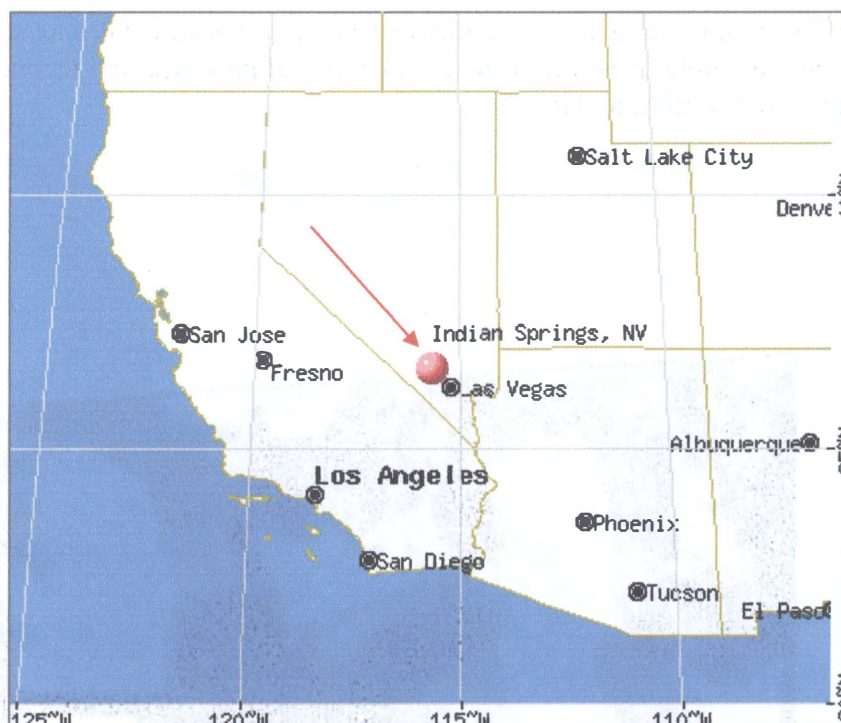 Salt Lake City
Denve
Indian Springs, NV
San Jose
Fresno
Las Vegas
Albuquerque
Los Angeles
Phoenix
San Diego
Tucson
El Paso
125~W
120~W
115~W
110~W